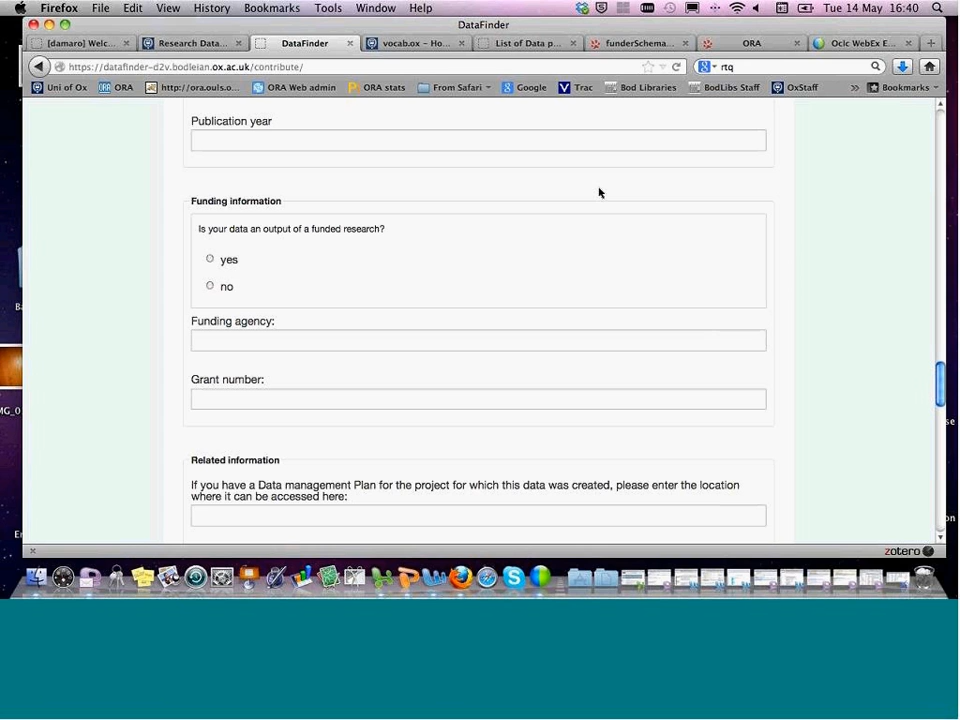 Firefox File Edit View History Bookmarks Tools Window Help Tue 14 May 16:40
DataFinder
[damaro] Welc... Research Data... DataFinder vocab.ox - Ho... List of Data p... funderSchema... ORA Ocic WebEx E...
https://datafinder-d2v.bodleian.ox.ac.uk/contribute/ rtq
Uni of Ox ORA http://ora.ouls.o... ORA Web admin ORA stats From Safari Google Trac Bod Libraries BodLibs Staff OxStaff Bookmarks
Publication year
Funding information
Is your data an output of a funded research?
yes
no
Funding agency:
Grant number:
Related information
If you have a Data management Plan for the project for which this data was created, please enter the location
where it can be accessed here:
zotero